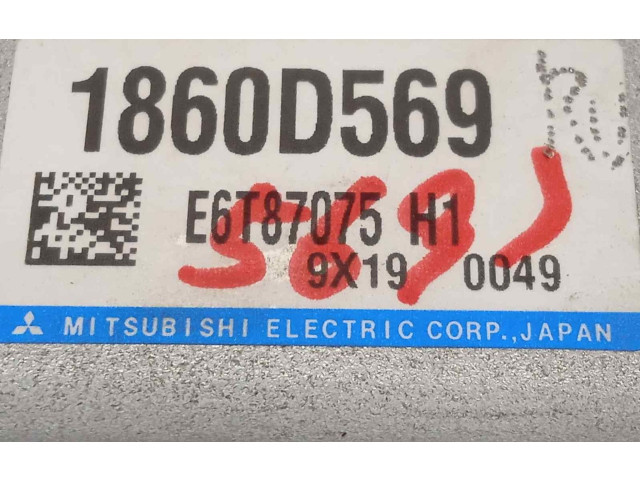 1860D569
E6T87075 H1
9X19 0049
MITSUBISHI ELECTRIC CORP., JAPAN